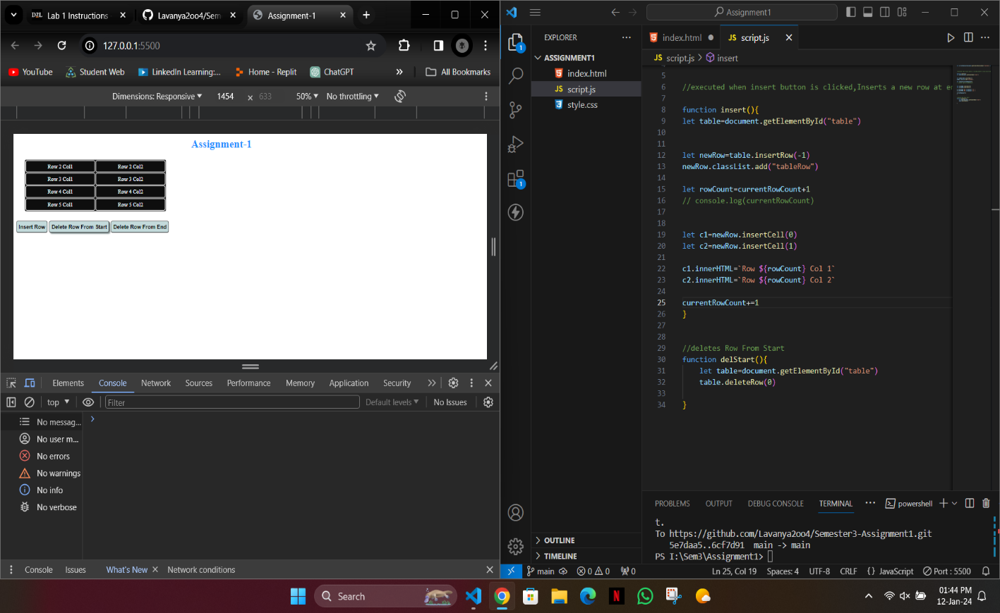 Lab 1 Instructions
Lavanya2oo4/Sem
Assignment-1
127.0.0.1:5500
YouTube
Student Web
LinkedIn Learning:...
Home - Replit
ChatGPT
All Bookmarks
Dimensions: Responsive
1454
x
633
50%
No throttling
Assignment-1
Row 2 Col1 Row 2 Col2
Row 3 Col1 Row 3 Col2
Row 4 Col1 Row 4 Col2
Row 5 Col1 Row 5 Col2
Insert Row
Delete Row From Start
Delete Row From End
Elements
Console
Network
Sources
Performance
Memory
Application
Security
top
Filter
Default levels
No Issues
No messag...
No user m...
No errors
No warnings
No info
No verbose
Console
Issues
What's New
Network conditions
Assignment1
EXPLORER
ASSIGNMENT1
index.html
script.js
style.css
OUTLINE
TIMELINE
1
1
index.html
script.js
script.js > insert
5
6 //executed when insert button is clicked,Inserts a new row at e
7
8 function insert(){
9 let table=document.getElementById("table")
10
11
12 let newRow=table.insertRow(-1)
13 newRow.classList.add("tableRow")
14
15 let rowCount=currentRowCount+1
16 // console.log(currentRowCount)
17
18
19 let c1=newRow.insertCell(0)
20 let c2=newRow.insertCell(1)
21
22 c1.innerHTML=`Row ${rowCount} Col 1`
23 c2.innerHTML=`Row ${rowCount} Col 2`
24
25 currentRowCount+=1
26 }
27
28
29 //deletes Row From Start
30 function delStart(){
31 let table=document.getElementById("table")
32 table.deleteRow(0)
33
34 }
PROBLEMS
OUTPUT
DEBUG CONSOLE
TERMINAL
powershell
t.
To https://github.com/Lavanya2oo4/Semester3-Assignment1.git
5e7daa5..6cf7d91 main -> main
PS I:\Sem3\Assignment1>
main
0
0
0
Ln 25, Col 19
Spaces: 4
UTF-8
CRLF
{} JavaScript
Port : 5500
Search
01:44 PM
12-Jan-24